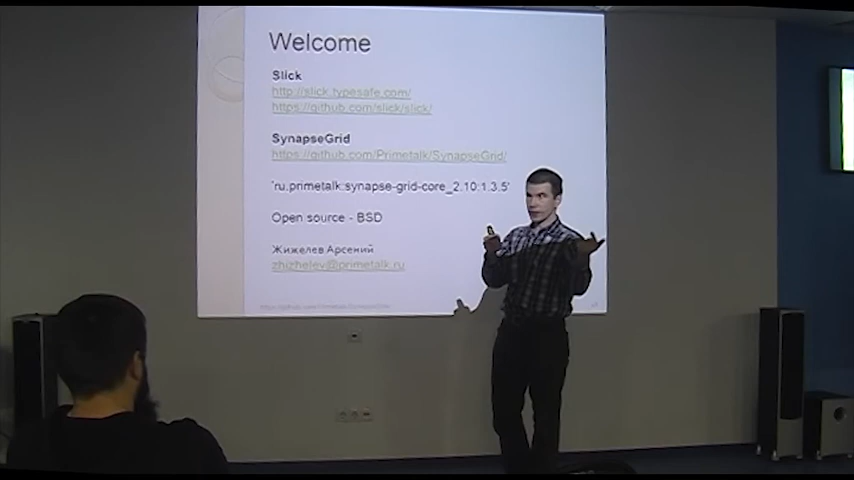 Welcome
Slick
http://slick.typesafe.com/
https://github.com/slick/slick/
SynapseGrid
https://github.com/Primetalk/SynapseGrid/
'ru.primetalk:synapse-grid-core_2.10:1.3.5'
Open source - BSD
Жижелев Арсений
zhizhelev@primetalk.ru